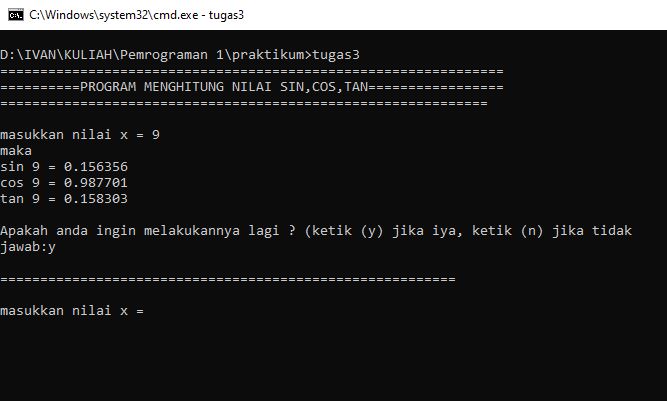 C:\Windows\system32\cmd.exe - tugas3
D:\IVAN\KULIAH\Pemrograman 1\praktikum>tugas3
===============================================================
==========PROGRAM MENGHITUNG NILAI SIN,COS,TAN=================
=============================================================
masukkan nilai x = 9
maka
sin 9 = 0.156356
cos 9 = 0.987701
tan 9 = 0.158303
Apakah anda ingin melakukannya lagi ? (ketik (y) jika iya, ketik (n) jika tidak
jawab:y
=========================================================
masukkan nilai x =